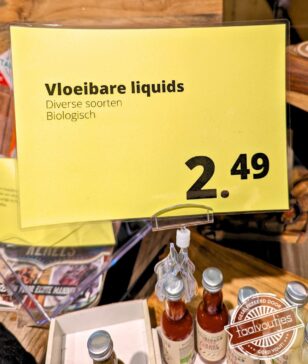 Vloeibare liquids
Diverse soorten
Biologisch
2.49
taalvoutjes